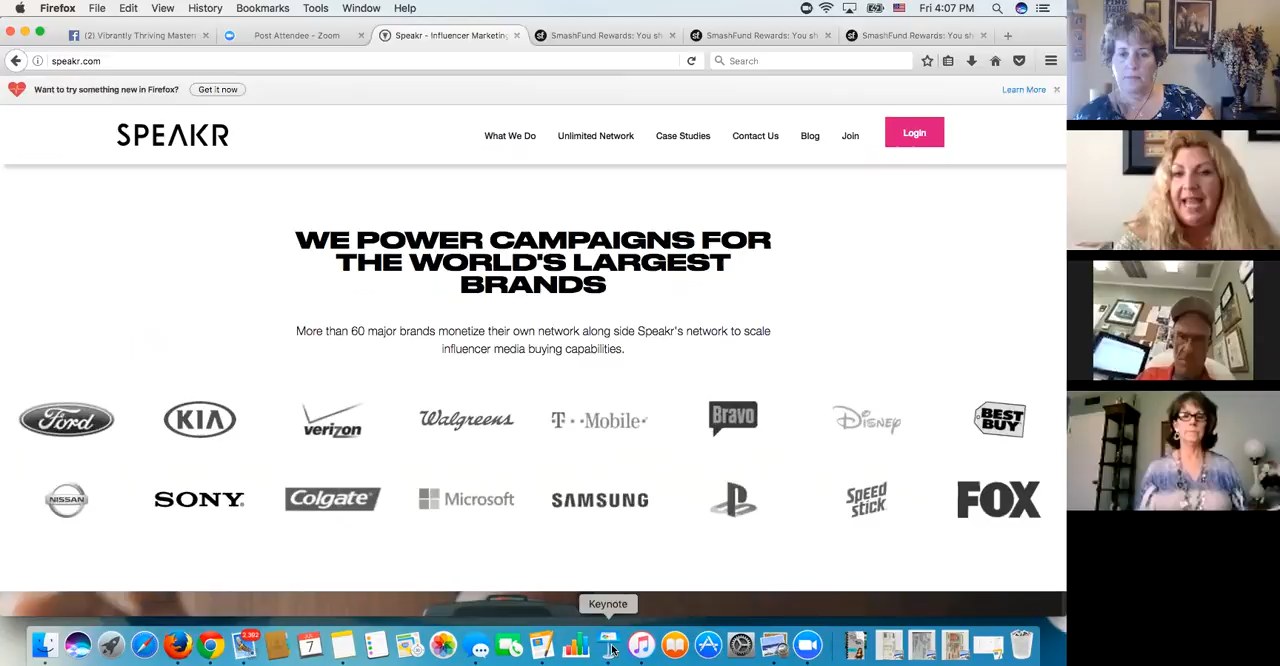 Firefox File Edit View History Bookmarks Tools Window Help Fri 4:07 PM
(2) Vibrantly Thriving Master Post Attendee - Zoom Speakr - Influencer Marketing SmashFund Rewards: You sh SmashFund Rewards: You sh SmashFund Rewards: You sh
speakr.com Search
Want to try something new in Firefox? Get it now Learn More
SPEAKR What We Do Unlimited Network Case Studies Contact Us Blog Join Login
WE POWER CAMPAIGNS FOR
THE WORLD'S LARGEST
BRANDS
More than 60 major brands monetize their own network along side Speakr's network to scale
influencer media buying capabilities.
Ford KIA verizon Walgreens T··Mobile· Bravo DISNEY BEST BUY
NISSAN SONY. Colgate Microsoft SAMSUNG SPEED STICK FOX
Keynote
2,302
7